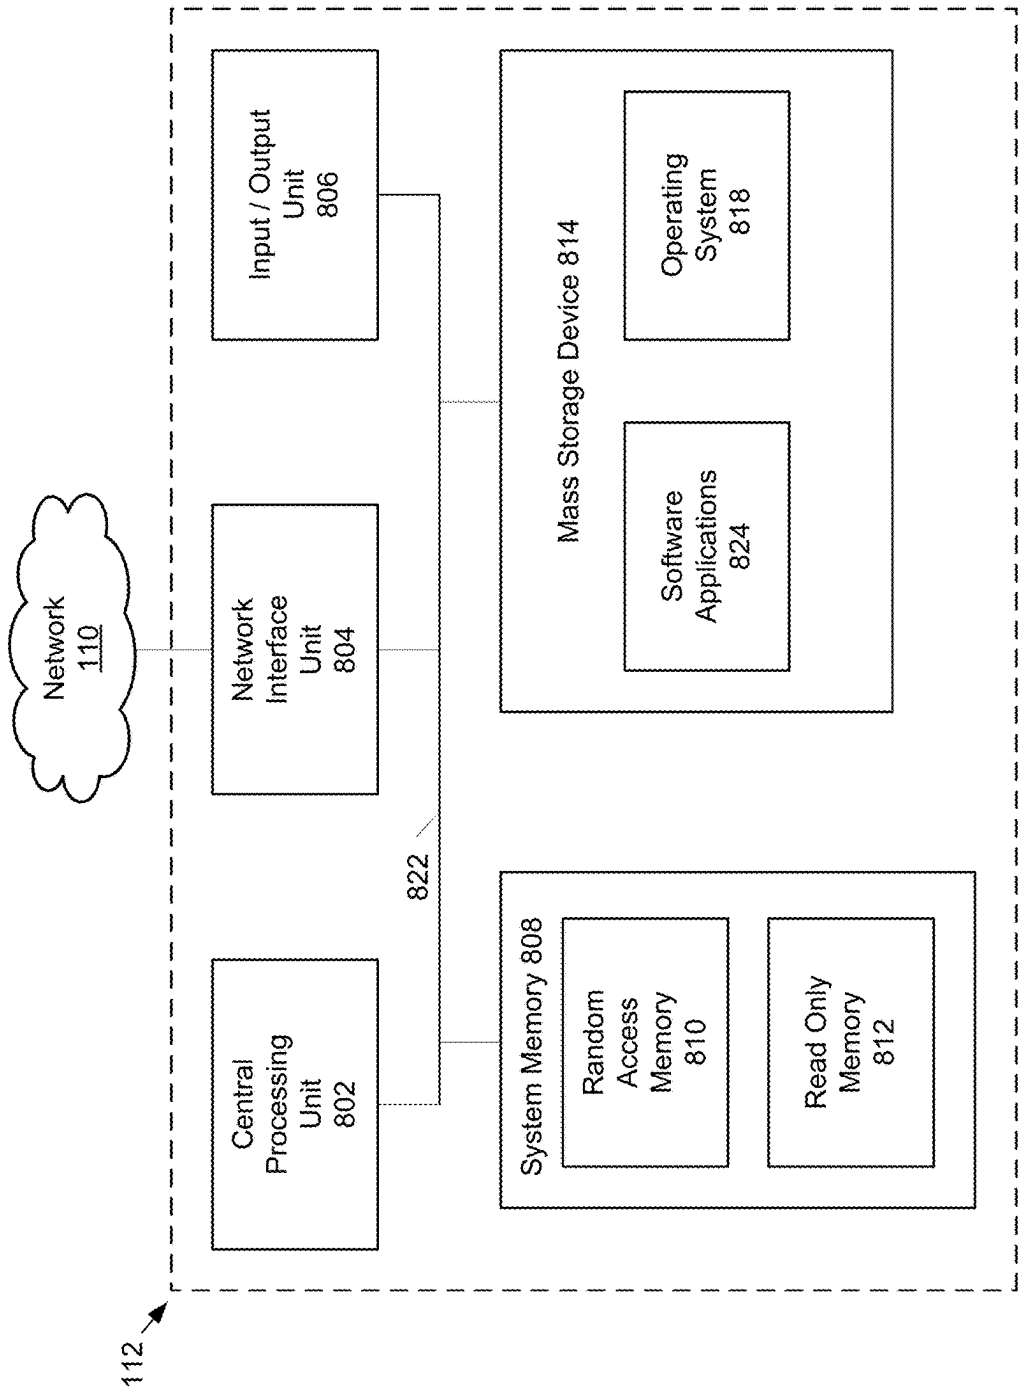 Network
110
112
Central
Processing
Unit
802
Network
Interface
Unit
804
Input / Output
Unit
806
822
System Memory 808
Random
Access
Memory
810
Read Only
Memory
812
Mass Storage Device 814
Software
Applications
824
Operating
System
818